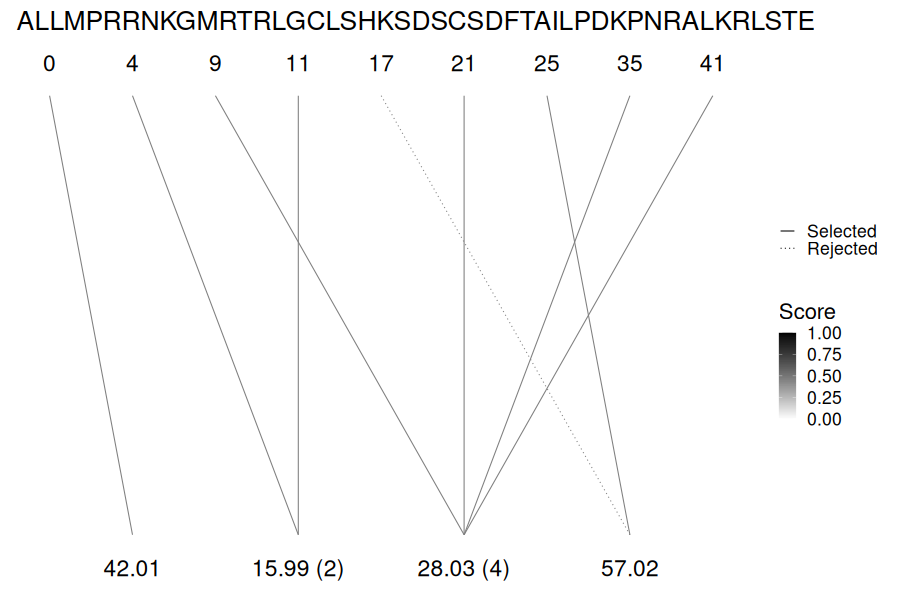 ALLMPRRNKGMRTRLGCLSHKSDSCSDFTAILPDKPNRALKRLSTE
0 4 9 11 17 21 25 35 41
Selected
Rejected
Score
1.00
0.75
0.50
0.25
0.00
42.01 15.99 (2) 28.03 (4) 57.02